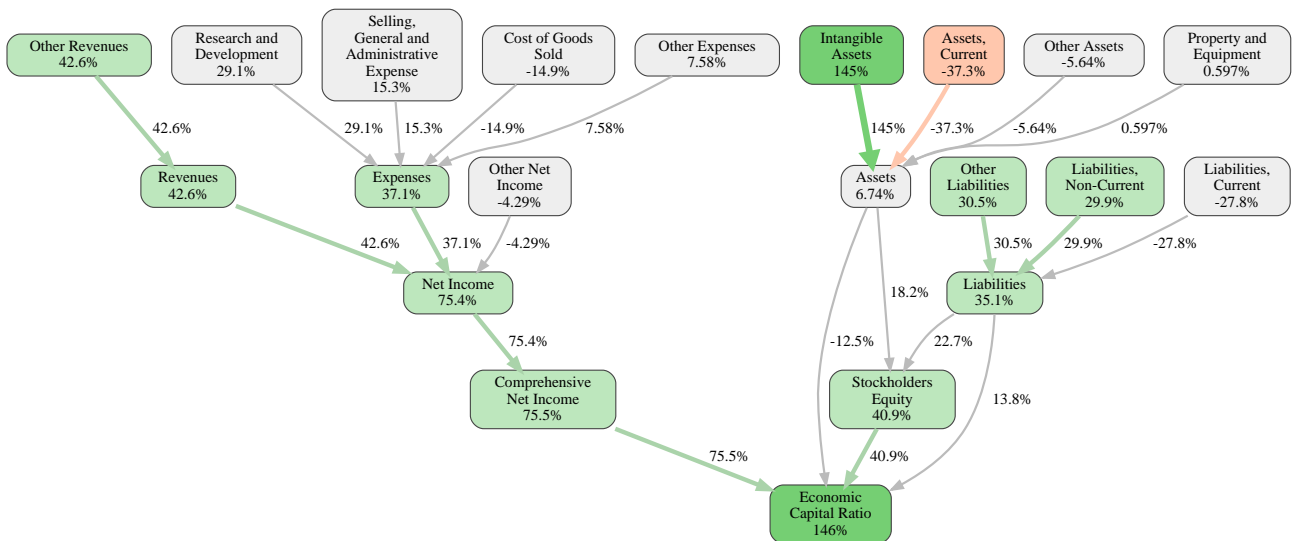 Other Revenues
42.6%
Research and
Development
29.1%
Selling,
General and
Administrative
Expense
15.3%
Cost of Goods
Sold
-14.9%
Other Expenses
7.58%
Intangible
Assets
145%
Assets,
Current
-37.3%
Other Assets
-5.64%
Property and
Equipment
0.597%
42.6%
29.1%
15.3%
-14.9%
7.58%
145%
-37.3%
-5.64%
0.597%
Revenues
42.6%
Expenses
37.1%
Other Net
Income
-4.29%
Assets
6.74%
Other
Liabilities
30.5%
Liabilities,
Non-Current
29.9%
Liabilities,
Current
-27.8%
42.6%
37.1%
-4.29%
30.5%
29.9%
-27.8%
Net Income
75.4%
18.2%
Liabilities
35.1%
75.4%
-12.5%
22.7%
Comprehensive
Net Income
75.5%
Stockholders
Equity
40.9%
13.8%
75.5%
40.9%
Economic
Capital Ratio
146%